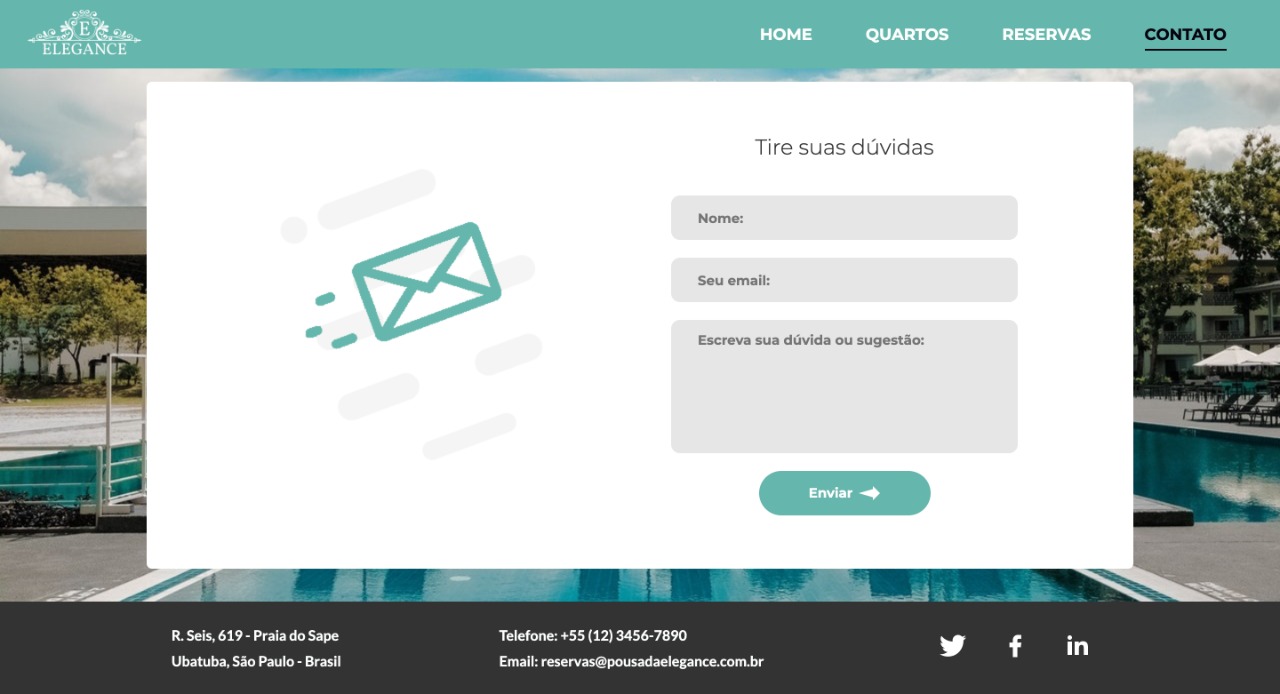 E
ELEGANCE
HOME QUARTOS RESERVAS CONTATO
Tire suas dúvidas
Nome:
Seu email:
Escreva sua dúvida ou sugestão:
Enviar
R. Seis, 619 - Praia do Sape
Ubatuba, São Paulo - Brasil
Telefone: +55 (12) 3456-7890
Email: reservas@pousadaelegance.com.br